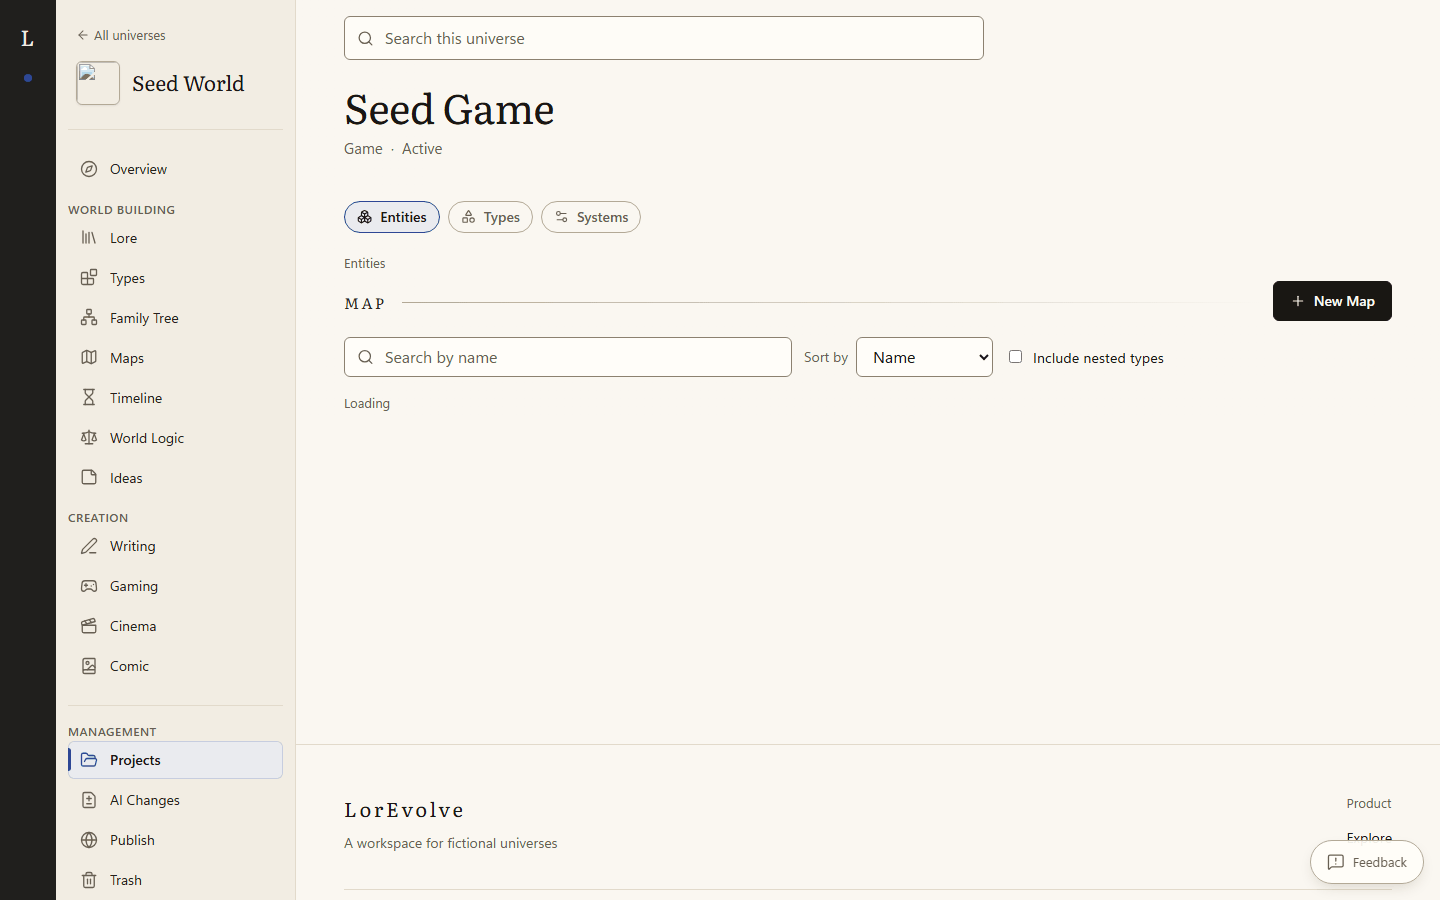 L
All universes
Seed World
Overview
WORLD BUILDING
Lore
Types
Family Tree
Maps
Timeline
World Logic
Ideas
CREATION
Writing
Gaming
Cinema
Comic
MANAGEMENT
Projects
AI Changes
Publish
Trash
Search this universe
Seed Game
Game · Active
Entities Types Systems
Entities
MAP
New Map
Search by name Sort by Name Include nested types
Loading
LorEvolve
A workspace for fictional universes
Product
Explore
Feedback